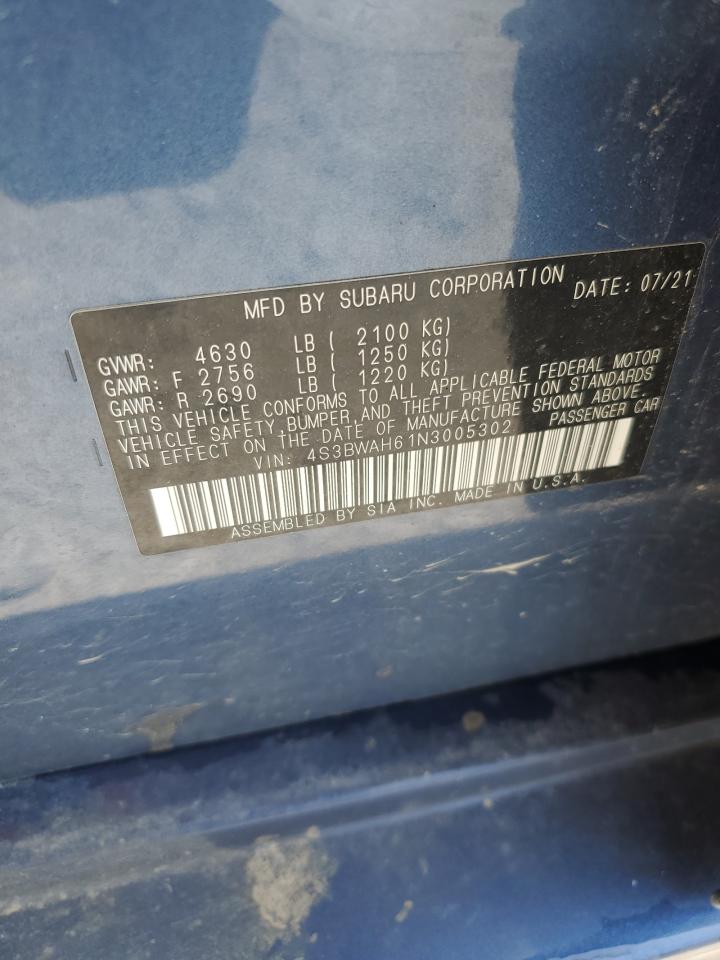 MFD BY SUBARU CORPORATION DATE: 07/21
GVWR: 4630 LB ( 2100 KG)
GAWR: F 2756 LB ( 1250 KG)
GAWR: R 2690 LB ( 1220 KG)
THIS VEHICLE CONFORMS TO ALL APPLICABLE FEDERAL MOTOR
VEHICLE SAFETY, BUMPER, AND THEFT PREVENTION STANDARDS
IN EFFECT ON THE DATE OF MANUFACTURE SHOWN ABOVE.
VIN: 4S3BWAH61N3005302 PASSENGER CAR
ASSEMBLED BY SIA INC. MADE IN U.S.A.